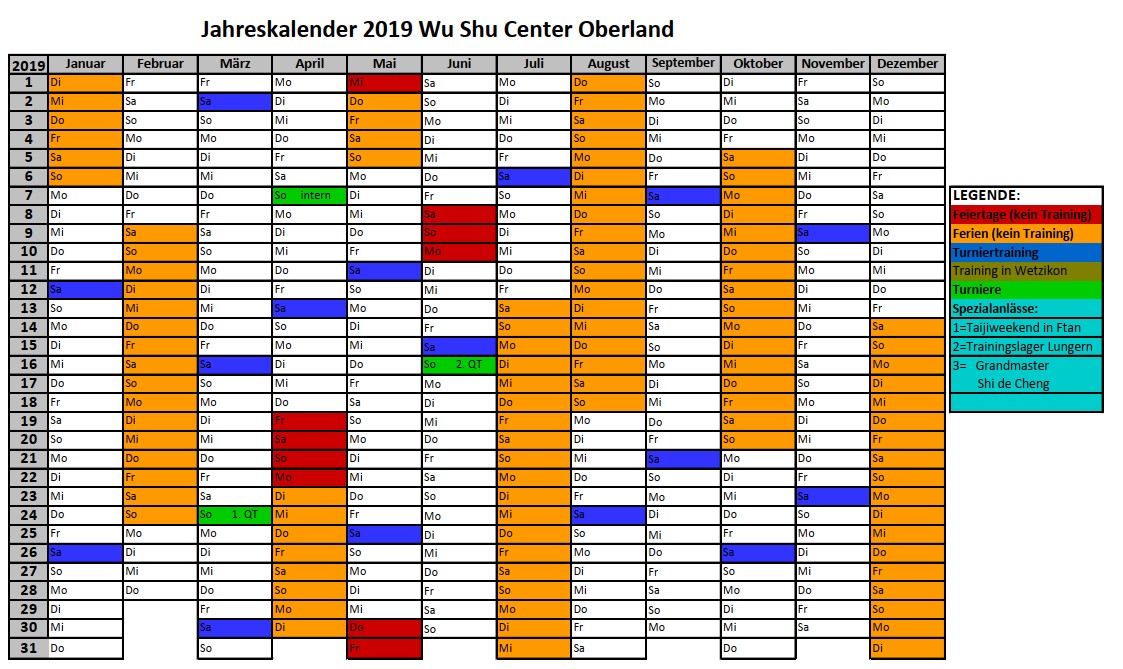 Jahreskalender 2019 Wu Shu Center Oberland
2019 Januar Februar März April Mai Juni Juli August September Oktober November Dezember
1 Di Fr Fr Mo Mi Sa Mo Do So Di Fr So
2 Mi Sa Sa Di Do So Di Fr Mo Mi Sa Mo
3 Do So So Mi Fr Mo Mi Sa Di Do So Di
4 Fr Mo Mo Do Sa Di Do So Mi Fr Mo Mi
5 Sa Di Di Fr So Mi Fr Mo Do Sa Di Do
6 So Mi Mi Sa Mo Do Sa Di Fr So Mi Fr
7 Mo Do Do So intern Di Fr So Mi Sa Mo Do Sa
8 Di Fr Fr Mo Mi Sa Mo Do So Di Fr So
9 Mi Sa Sa Di Do So Di Fr Mo Mi Sa Mo
10 Do So So Mi Fr Mo Mi Sa Di Do So Di
11 Fr Mo Mo Do Sa Di Do So Mi Fr Mo Mi
12 Sa Di Di Fr So Mi Fr Mo Do Sa Di Do
13 So Mi Mi Sa Mo Do Sa Di Fr So Mi Fr
14 Mo Do Do So Di Fr So Mi Sa Mo Do Sa
15 Di Fr Fr Mo Mi Sa Mo Do So Di Fr So
16 Mi Sa Sa Di Do So 2. QT Di Fr Mo Mi Sa Mo
17 Do So So Mi Fr Mo Mi Sa Di Do So Di
18 Fr Mo Mo Do Sa Di Do So Mi Fr Mo Mi
19 Sa Di Di Fr So Mi Fr Mo Do Sa Di Do
20 So Mi Mi Sa Mo Do Sa Di Fr So Mi Fr
21 Mo Do Do So Di Fr So Mi Sa Mo Do Sa
22 Di Fr Fr Mo Mi Sa Mo Do So Di Fr So
23 Mi Sa Sa Di Do So Di Fr Mo Mi Sa Mo
24 Do So So 1. QT Mi Fr Mo Mi Sa Di Do So Di
25 Fr Mo Mo Do Sa Di Do So Mi Fr Mo Mi
26 Sa Di Di Fr So Mi Fr Mo Do Sa Di Do
27 So Mi Mi Sa Mo Do Sa Di Fr So Mi Fr
28 Mo Do Do So Di Fr So Mi Sa Mo Do Sa
29 Di Fr Mo Mi Sa Mo Do So Di Fr So
30 Mi Sa Di Do So Di Fr Mo Mi Sa Mo
31 Do So Fr Mi Sa Do Di
LEGENDE:
Feiertage (kein Training)
Ferien (kein Training)
Turniertraining
Training in Wetzikon
Turniere
Spezialanlässe:
1=Taijiweekend in Ftan
2=Trainingslager Lungern
3= Grandmaster
Shi de Cheng